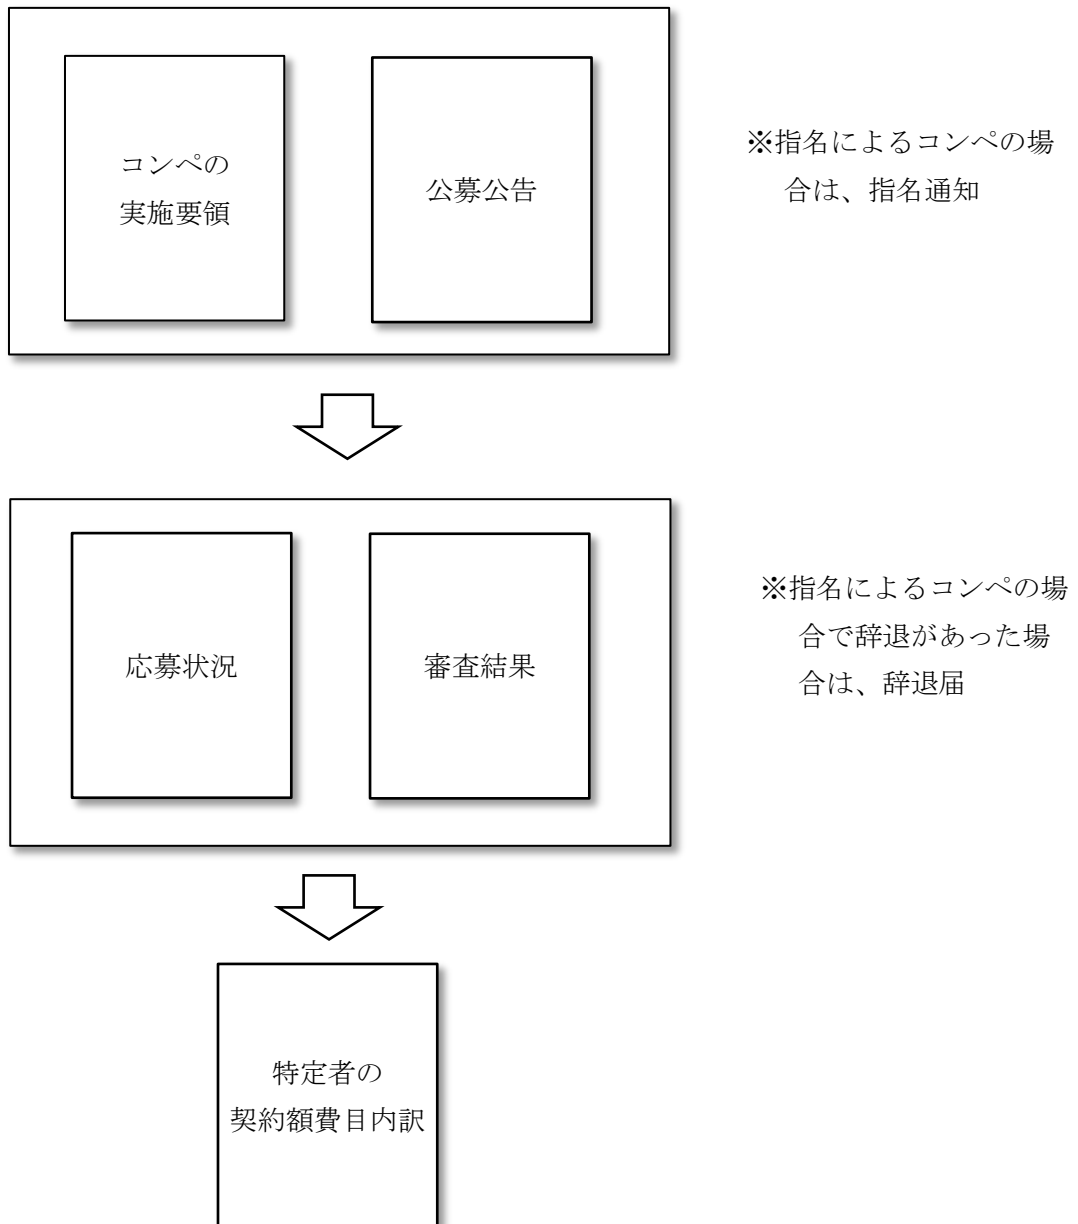 コンペの
実施要領
公募公告
※指名によるコンペの場
合は、指名通知
応募状況
審査結果
※指名によるコンペの場
合で辞退があった場
合は、辞退届
特定者の
契約額費目内訳